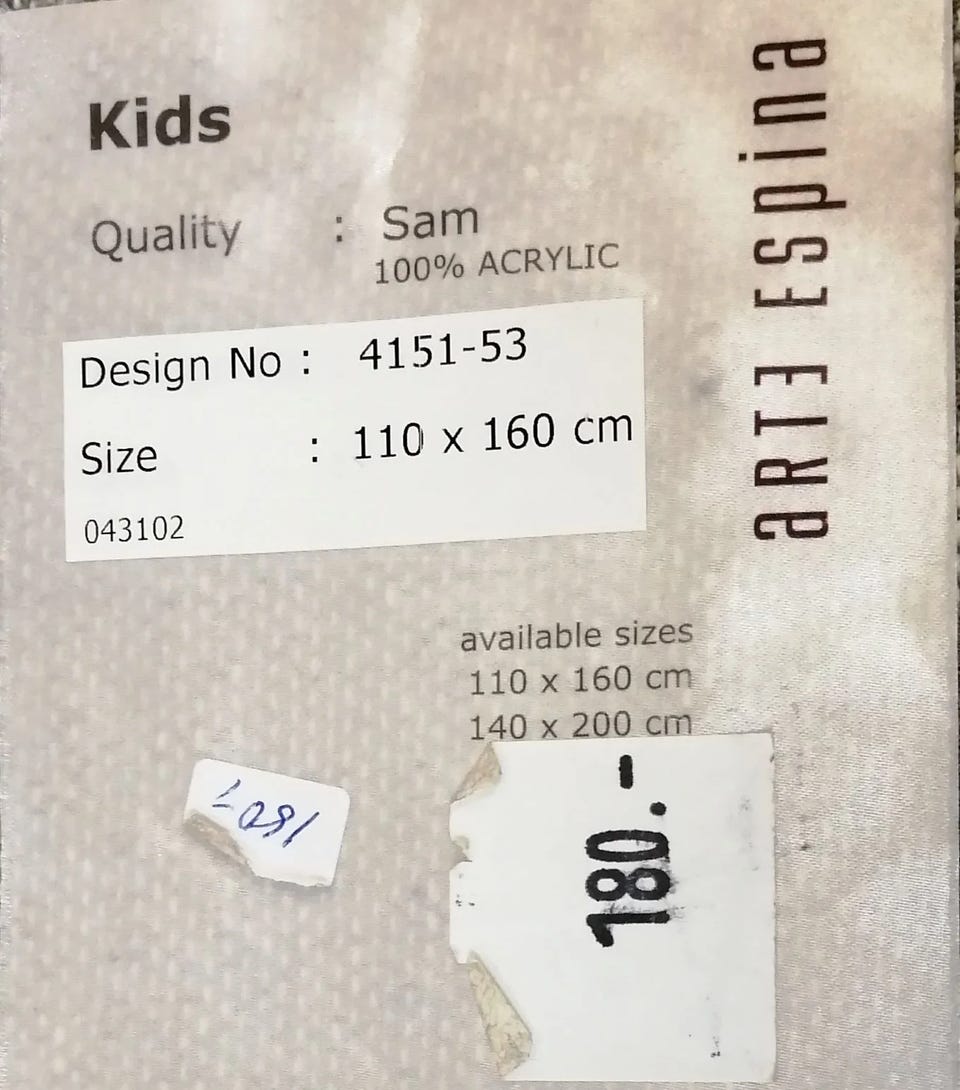 Kids
Quality : Sam
100% ACRYLIC
Design No : 4151-53
Size : 110 x 160 cm
043102
available sizes
110 x 160 cm
140 x 200 cm
180.-
aRTE Espina